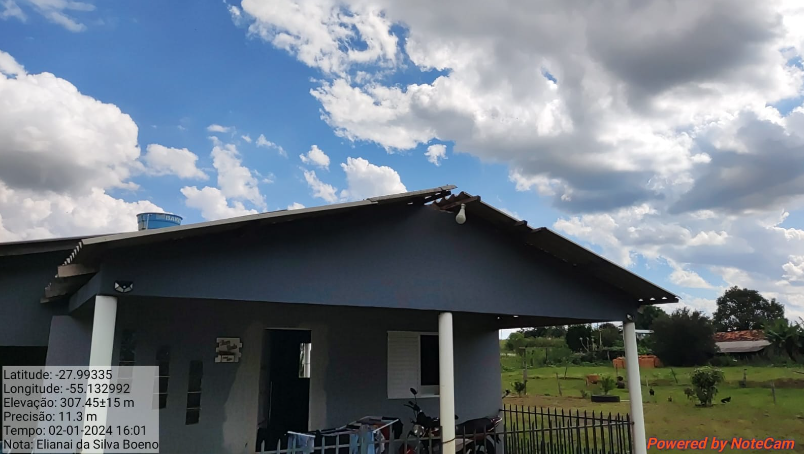 Latitude: -27.99335
Longitude: -55.132992
Elevação: 307.45±15 m
Precisão: 11.3 m
Tempo: 02-01-2024 16:01
Nota: Elianai da Silva Boeno
Powered by NoteCam